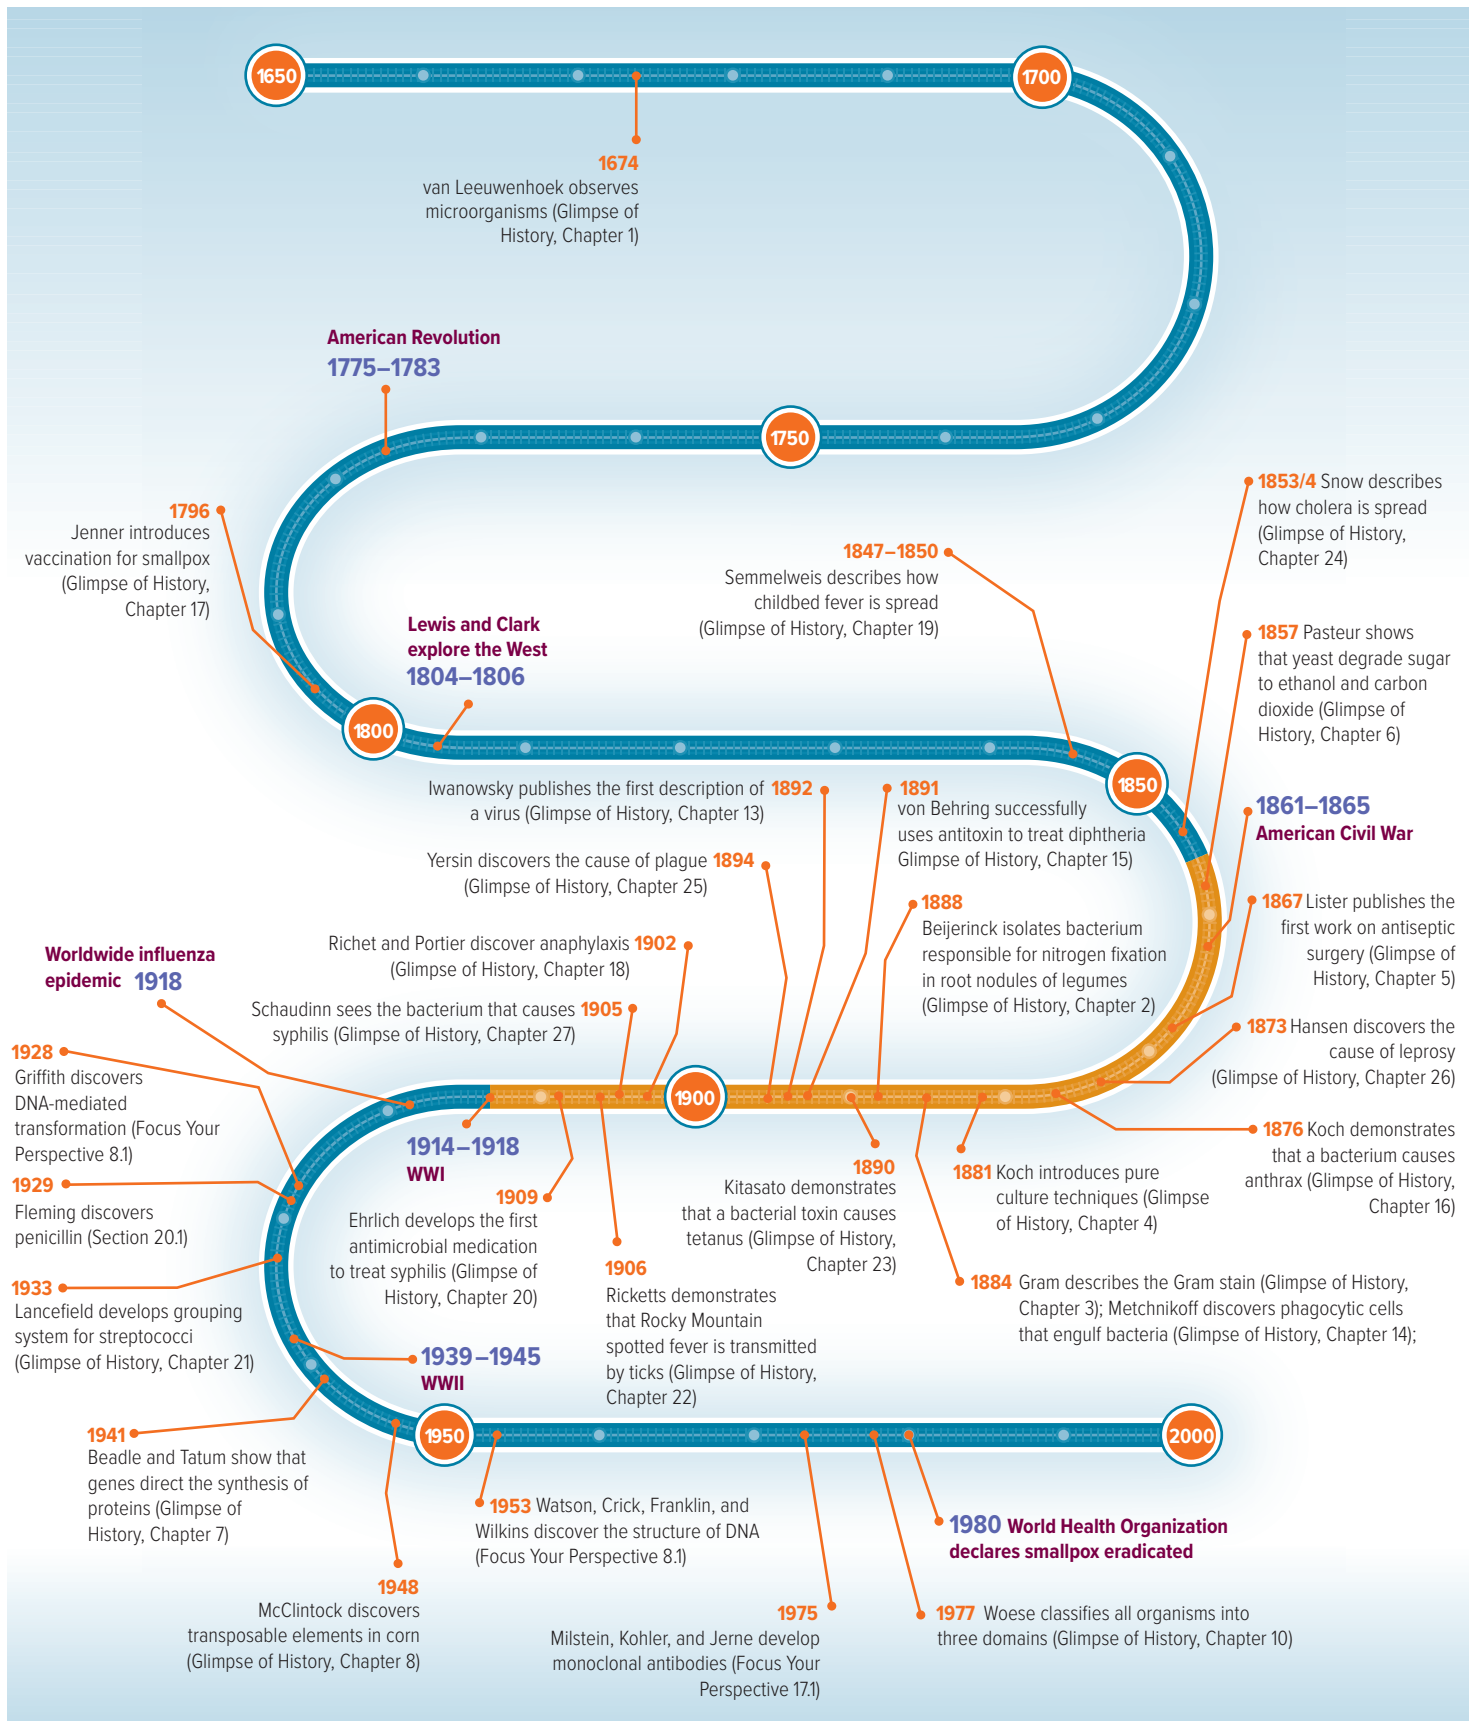 1650
1700
1674
van Leeuwenhoek observes
microorganisms (Glimpse of
History, Chapter 1)
American Revolution
1775–1783
1750
1796
Jenner introduces
vaccination for smallpox
(Glimpse of History,
Chapter 17)
1853/4 Snow describes
how cholera is spread
(Glimpse of History,
Chapter 24)
1847–1850
Semmelweis describes how
childbed fever is spread
(Glimpse of History, Chapter 19)
Lewis and Clark
explore the West
1804–1806
1857 Pasteur shows
that yeast degrade sugar
to ethanol and carbon
dioxide (Glimpse of
History, Chapter 6)
1800
1850
Iwanowsky publishes the first description of 1892
a virus (Glimpse of History, Chapter 13)
1891
von Behring successfully
uses antitoxin to treat diphtheria
Glimpse of History, Chapter 15)
1861–1865
American Civil War
Yersin discovers the cause of plague 1894
(Glimpse of History, Chapter 25)
1888
Beijerinck isolates bacterium
responsible for nitrogen fixation
in root nodules of legumes
(Glimpse of History, Chapter 2)
1867 Lister publishes the
first work on antiseptic
surgery (Glimpse of
History, Chapter 5)
Richet and Portier discover anaphylaxis 1902
(Glimpse of History, Chapter 18)
Worldwide influenza
epidemic 1918
Schaudinn sees the bacterium that causes 1905
syphilis (Glimpse of History, Chapter 27)
1873 Hansen discovers the
cause of leprosy
(Glimpse of History, Chapter 26)
1928
Griffith discovers
DNA-mediated
transformation (Focus Your
Perspective 8.1)
1900
1914–1918
WWI
1876 Koch demonstrates
that a bacterium causes
anthrax (Glimpse of History,
Chapter 16)
1890
Kitasato demonstrates
that a bacterial toxin causes
tetanus (Glimpse of History,
Chapter 23)
1881 Koch introduces pure
culture techniques (Glimpse
of History, Chapter 4)
1929
Fleming discovers
penicillin (Section 20.1)
1909
Ehrlich develops the first
antimicrobial medication
to treat syphilis (Glimpse of
History, Chapter 20)
1906
Ricketts demonstrates
that Rocky Mountain
spotted fever is transmitted
by ticks (Glimpse of History,
Chapter 22)
1884 Gram describes the Gram stain (Glimpse of History,
Chapter 3); Metchnikoff discovers phagocytic cells
that engulf bacteria (Glimpse of History, Chapter 14);
1933
Lancefield develops grouping
system for streptococci
(Glimpse of History, Chapter 21)
1939–1945
WWII
1941
Beadle and Tatum show that
genes direct the synthesis of
proteins (Glimpse of
History, Chapter 7)
1950
2000
1953 Watson, Crick, Franklin, and
Wilkins discover the structure of DNA
(Focus Your Perspective 8.1)
1980 World Health Organization
declares smallpox eradicated
1948
McClintock discovers
transposable elements in corn
(Glimpse of History, Chapter 8)
1975
Milstein, Kohler, and Jerne develop
monoclonal antibodies (Focus Your
Perspective 17.1)
1977 Woese classifies all organisms into
three domains (Glimpse of History, Chapter 10)